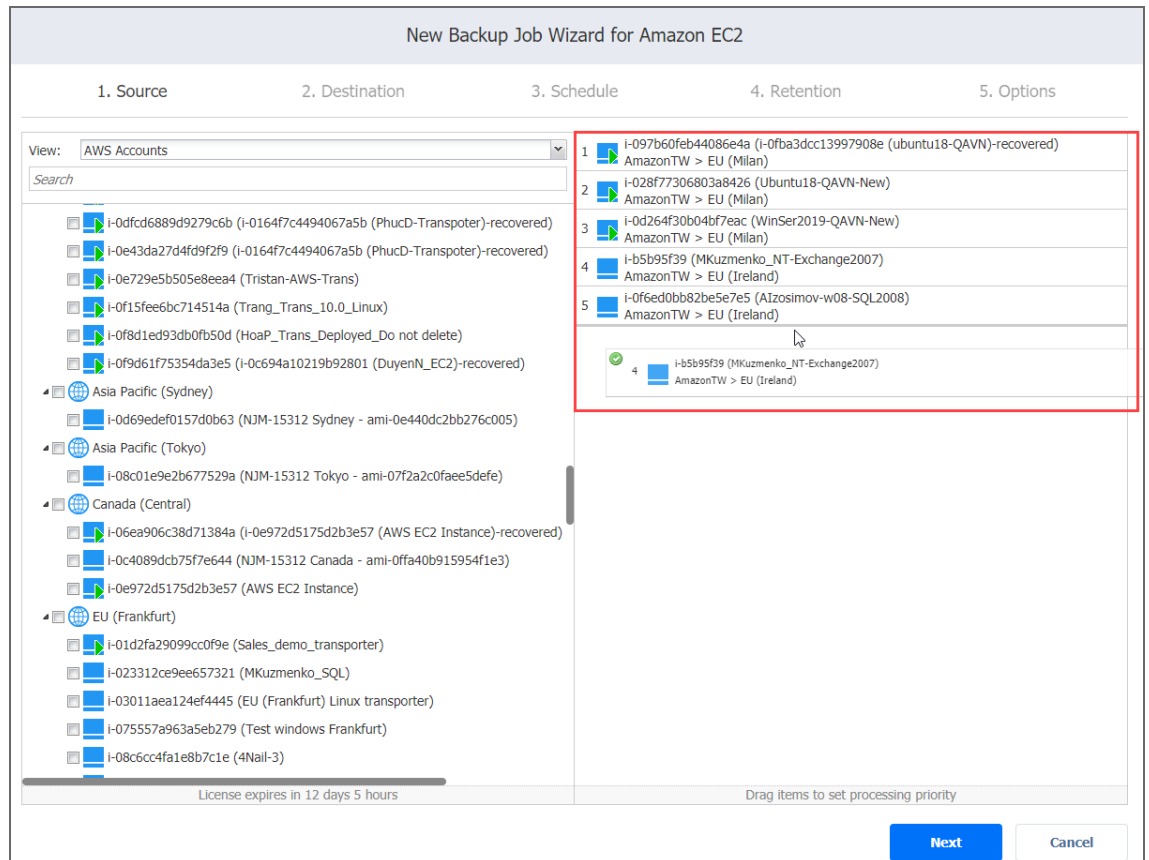 New Backup Job Wizard for Amazon EC2
1. Source
2. Destination
3. Schedule
4. Retention
5. Options
View: AWS Accounts
Search
i-0dfcd6889d9279c6b (i-0164f7c4494067a5b (PhucD-Transpoter)-recovered)
i-0e43da27d4fd9f2f9 (i-0164f7c4494067a5b (PhucD-Transpoter)-recovered)
i-0e729e5b505e8eea4 (Tristan-AWS-Trans)
i-0f15fee6bc714514a (Trang_Trans_10.0_Linux)
i-0f8d1ed93db0fb50d (HoaP_Trans_Deployed_Do not delete)
i-0f9d61f75354da3e5 (i-0c694a10219b92801 (DuyenN_EC2)-recovered)
Asia Pacific (Sydney)
i-0d69edef0157d0b63 (NJM-15312 Sydney - ami-0e440dc2bb276c005)
Asia Pacific (Tokyo)
i-08c01e9e2b677529a (NJM-15312 Tokyo - ami-07f2a2c0faee5defe)
Canada (Central)
i-06ea906c38d71384a (i-0e972d5175d2b3e57 (AWS EC2 Instance)-recovered)
i-0c4089dcb75f7e644 (NJM-15312 Canada - ami-0ffa40b915954f1e3)
i-0e972d5175d2b3e57 (AWS EC2 Instance)
EU (Frankfurt)
i-01d2fa29099cc0f9e (Sales_demo_transporter)
i-023312ce9ee657321 (MKuzmenko_SQL)
i-03011aea124ef4445 (EU (Frankfurt) Linux transporter)
i-075557a963a5eb279 (Test windows Frankfurt)
i-08c6cc4fa1e8b7c1e (4Nail-3)
License expires in 12 days 5 hours
1 i-097b60feb44086e4a (i-0fba3dcc13997908e (ubuntu18-QAVN)-recovered)
AmazonTW > EU (Milan)
2 i-028f77306803a8426 (Ubuntu18-QAVN-New)
AmazonTW > EU (Milan)
3 i-0d264f30b04bf7eac (WinSer2019-QAVN-New)
AmazonTW > EU (Milan)
4 i-b5b95f39 (MKuzmenko_NT-Exchange2007)
AmazonTW > EU (Ireland)
5 i-0f6ed0bb82be5e7e5 (AIzosimov-w08-SQL2008)
AmazonTW > EU (Ireland)
4 i-b5b95f39 (MKuzmenko_NT-Exchange2007)
AmazonTW > EU (Ireland)
Drag items to set processing priority
Next
Cancel